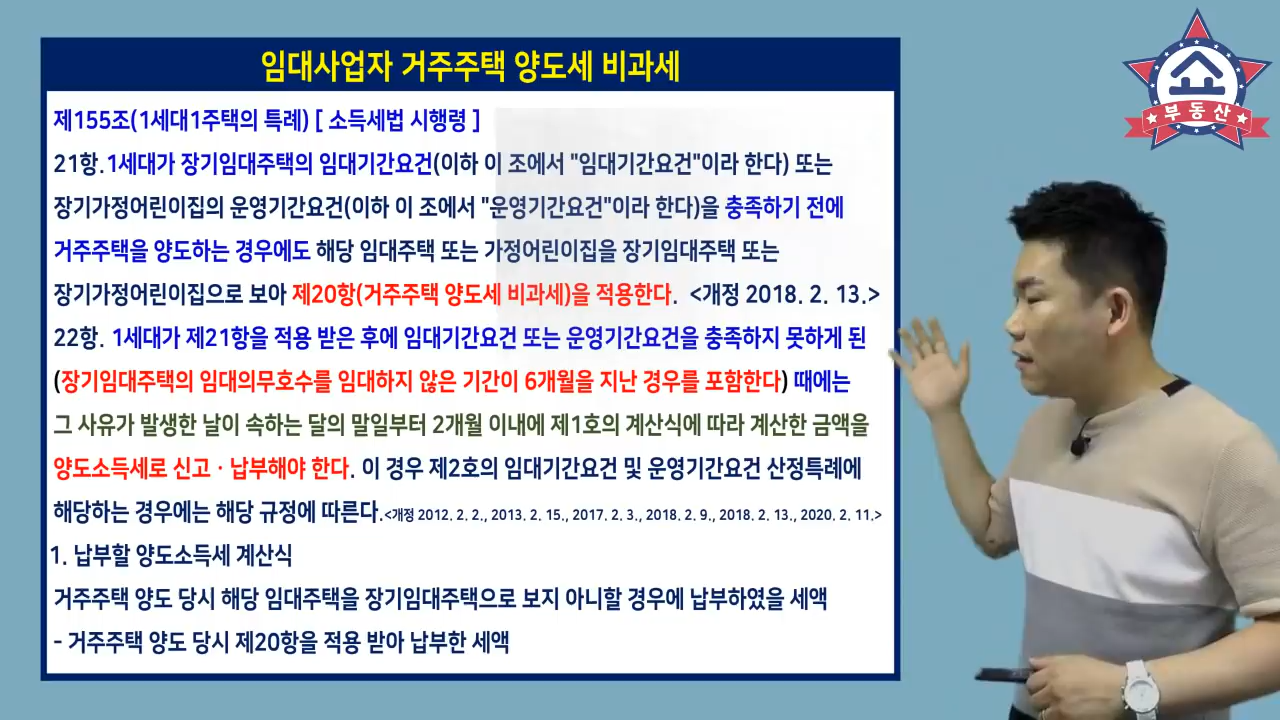 임대사업자 거주주택 양도세 비과세
제155조(1세대1주택의 특례) [ 소득세법 시행령 ]
21항.1세대가 장기임대주택의 임대기간요건(이하 이 조에서 "임대기간요건"이라 한다) 또는
장기가정어린이집의 운영기간요건(이하 이 조에서 "운영기간요건"이라 한다)을 충족하기 전에
거주주택을 양도하는 경우에도 해당 임대주택 또는 가정어린이집을 장기임대주택 또는
장기가정어린이집으로 보아 제20항(거주주택 양도세 비과세)을 적용한다. <개정 2018. 2. 13.>
22항. 1세대가 제21항을 적용 받은 후에 임대기간요건 또는 운영기간요건을 충족하지 못하게 된
(장기임대주택의 임대의무호수를 임대하지 않은 기간이 6개월을 지난 경우를 포함한다) 때에는
그 사유가 발생한 날이 속하는 달의 말일부터 2개월 이내에 제1호의 계산식에 따라 계산한 금액을
양도소득세로 신고ㆍ납부해야 한다. 이 경우 제2호의 임대기간요건 및 운영기간요건 산정특례에
해당하는 경우에는 해당 규정에 따른다.<개정 2012. 2. 2., 2013. 2. 15., 2017. 2. 3., 2018. 2. 9., 2018. 2. 13., 2020. 2. 11.>
1. 납부할 양도소득세 계산식
거주주택 양도 당시 해당 임대주택을 장기임대주택으로 보지 아니할 경우에 납부하였을 세액
- 거주주택 양도 당시 제20항을 적용 받아 납부한 세액
쇼
부동산